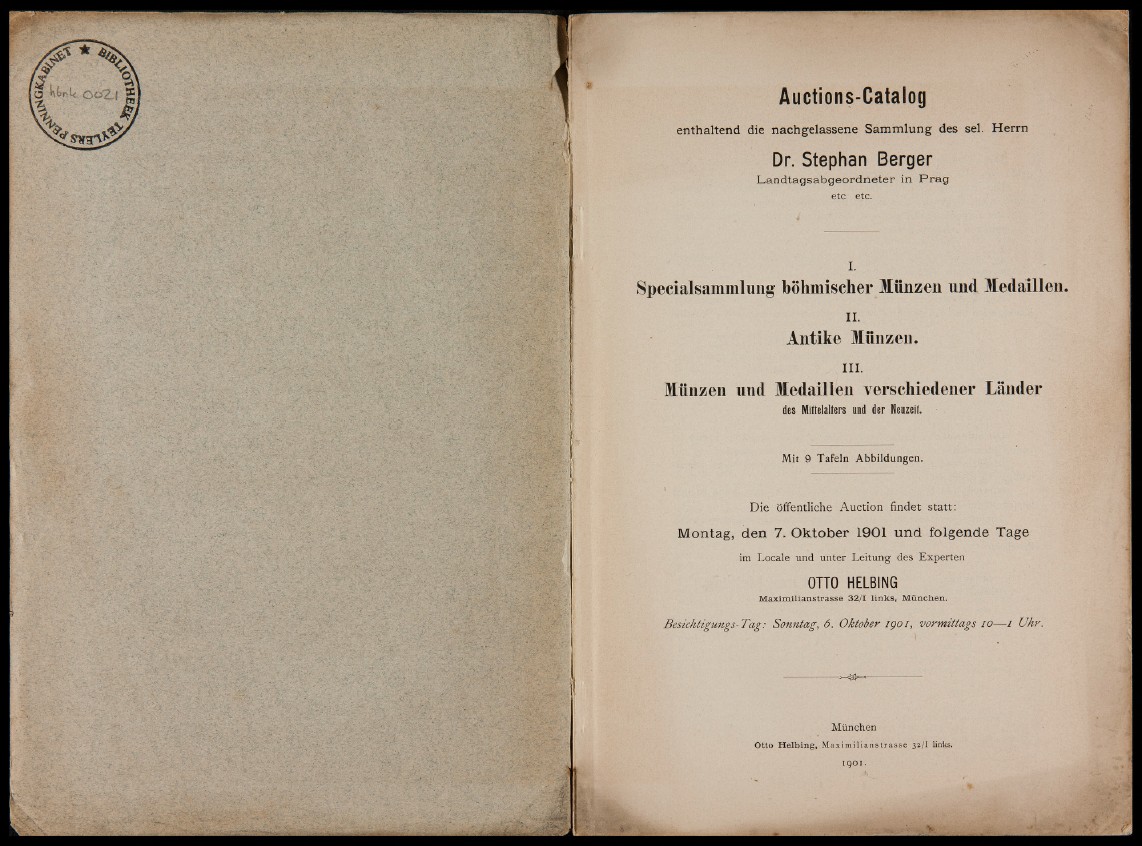 BIBLIOTHEEK TEYLERS PENNINGKABINET
hbnk 0021
Auctions-Catalog
enthaltend die nachgelassene Sammlung des sel. Herrn
Dr. Stephan Berger
Landtagsabgeordneter in Prag
etc etc.
I.
Specialsammlung böhmischer Münzen und Medaillen.
II.
Antike Münzen.
III.
Münzen und Medaillen verschiedener Länder
des Mittelalters und der Neuzeit.
Mit 9 Tafeln Abbildungen.
Die öffentliche Auction findet statt:
Montag, den 7. Oktober 1901 und folgende Tage
im Locale und unter Leitung des Experten
OTTO HELBING
Maximilianstrasse 32/I links, München.
Besichtigungs-Tag: Sonntag, 6. Oktober 1901, vormittags 10—1 Uhr.
München
Otto Helbing, Maximilianstrasse 32/I links.
1901.